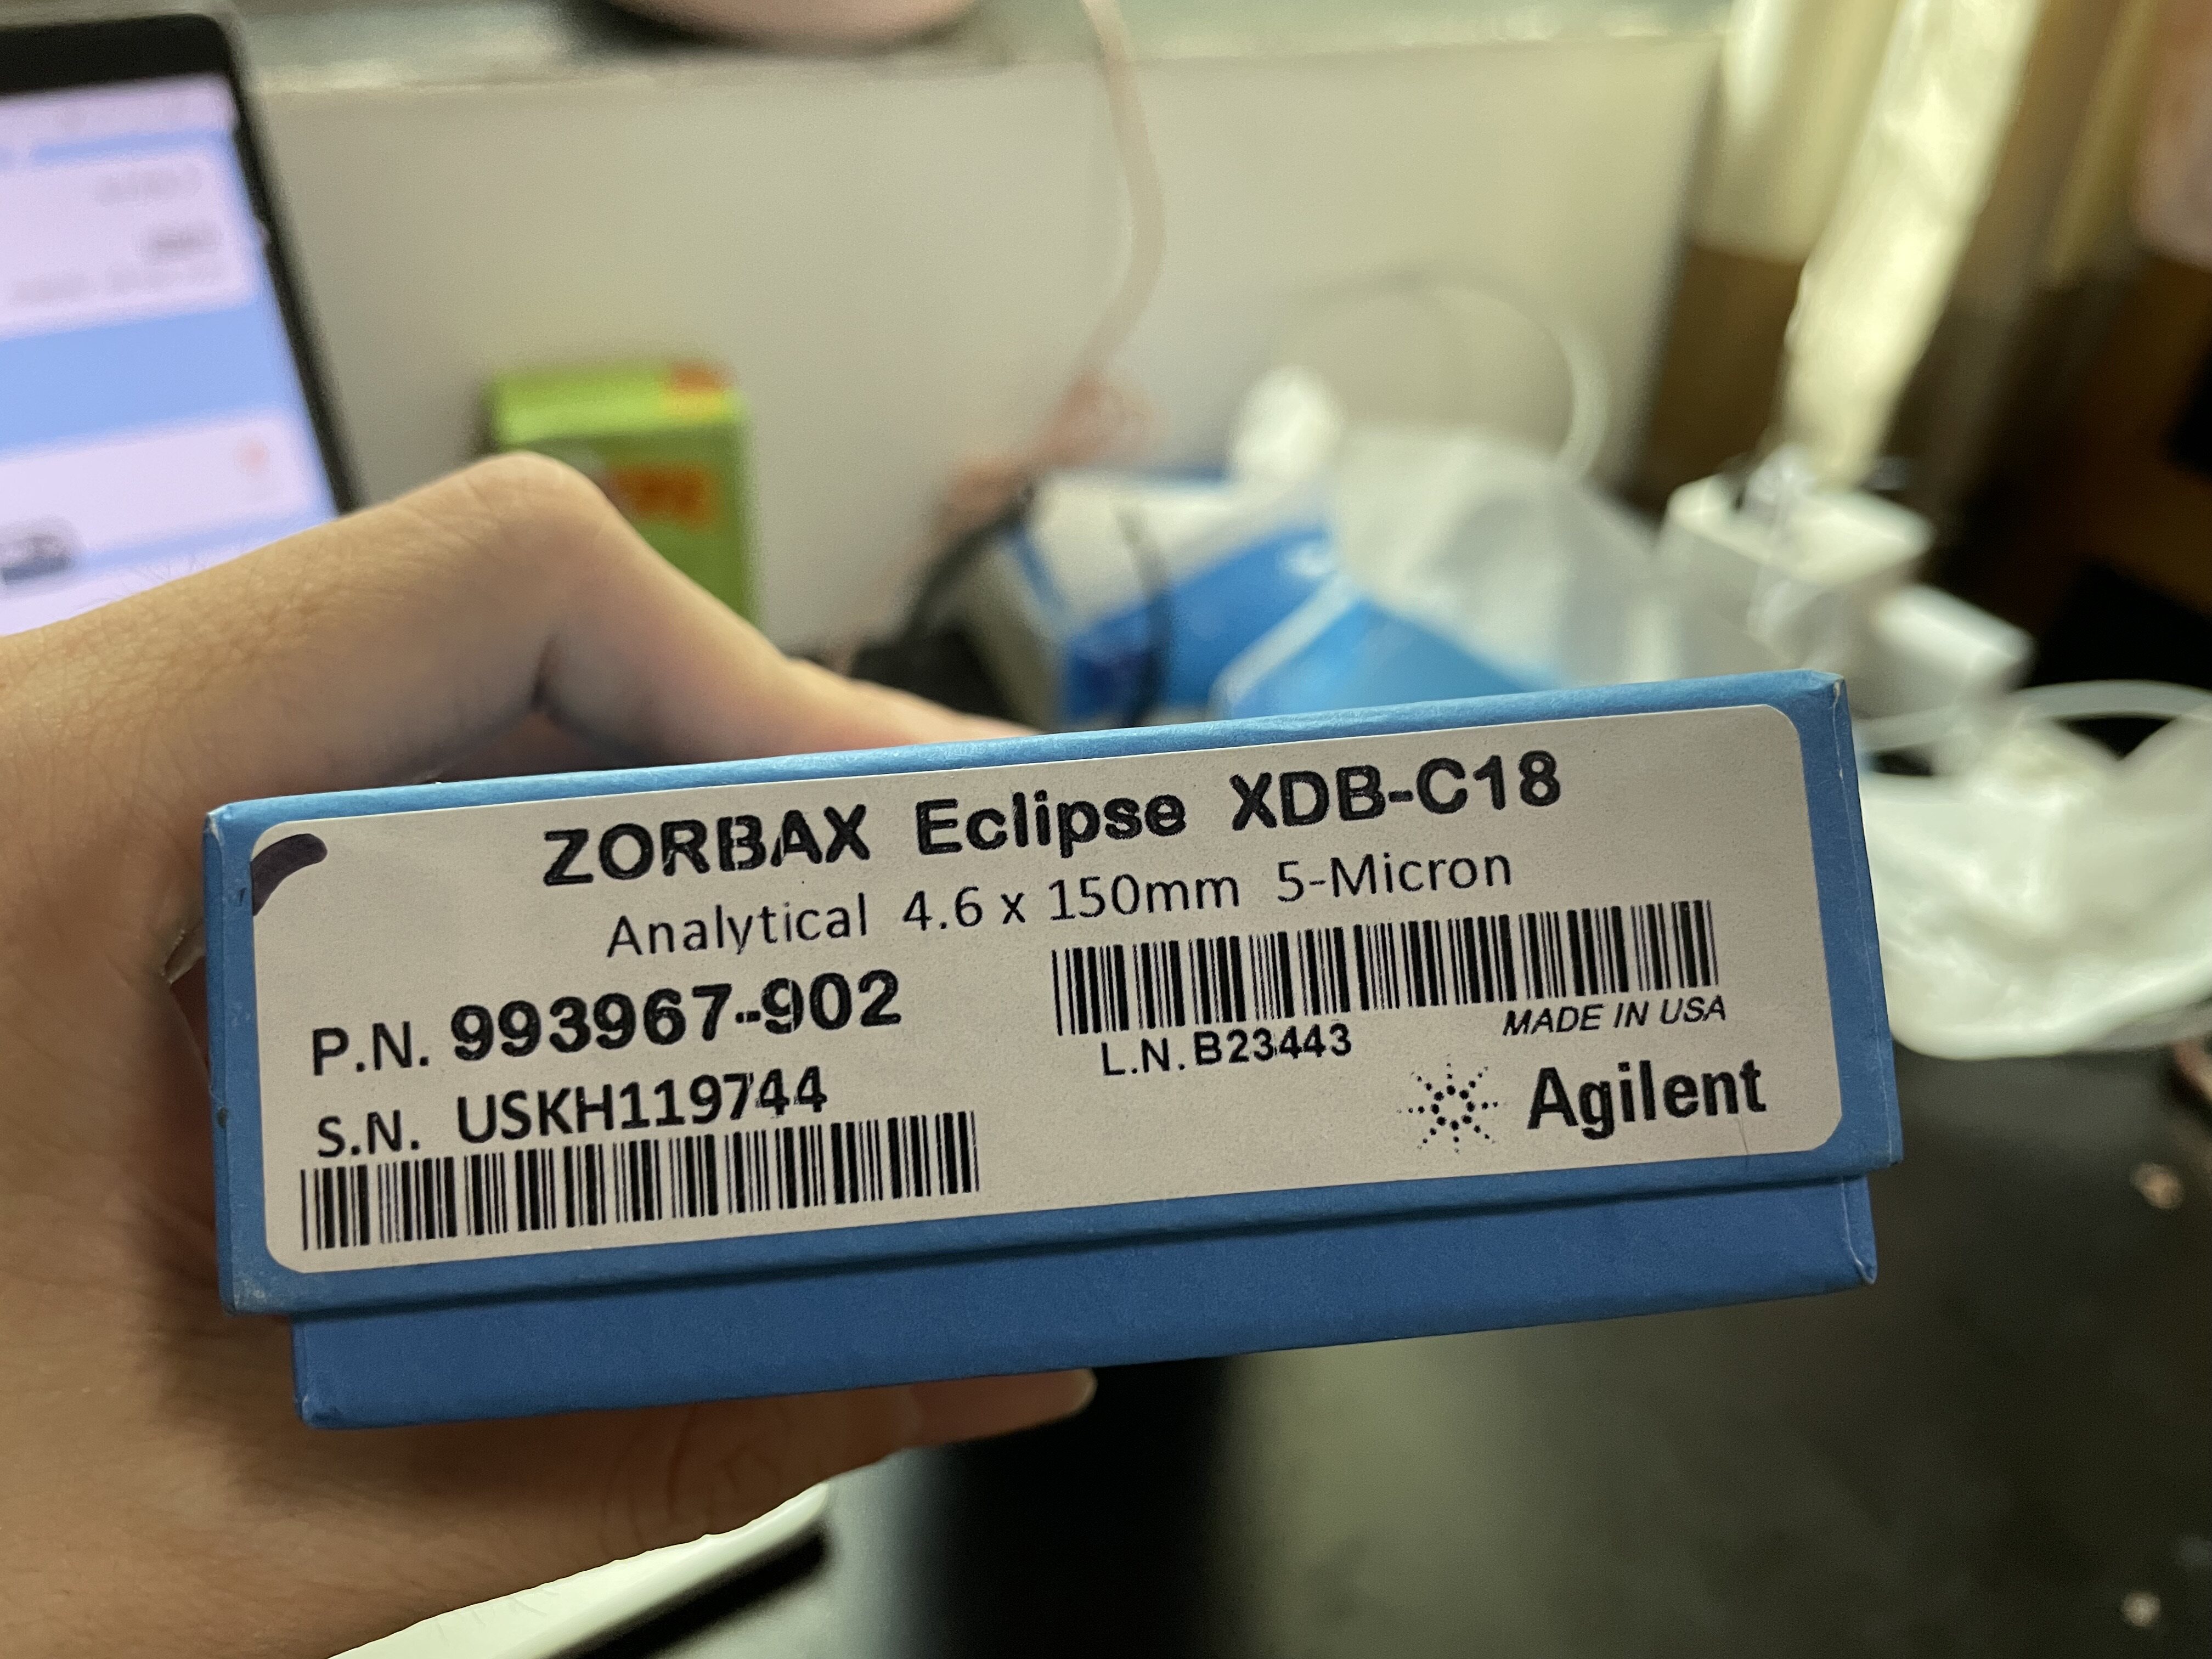 ZORBAX Eclipse XDB-C18
Analytical 4.6 x 150mm 5-Micron
P.N. 993967-902
L.N. B23443
MADE IN USA
S.N. USKH119744
Agilent